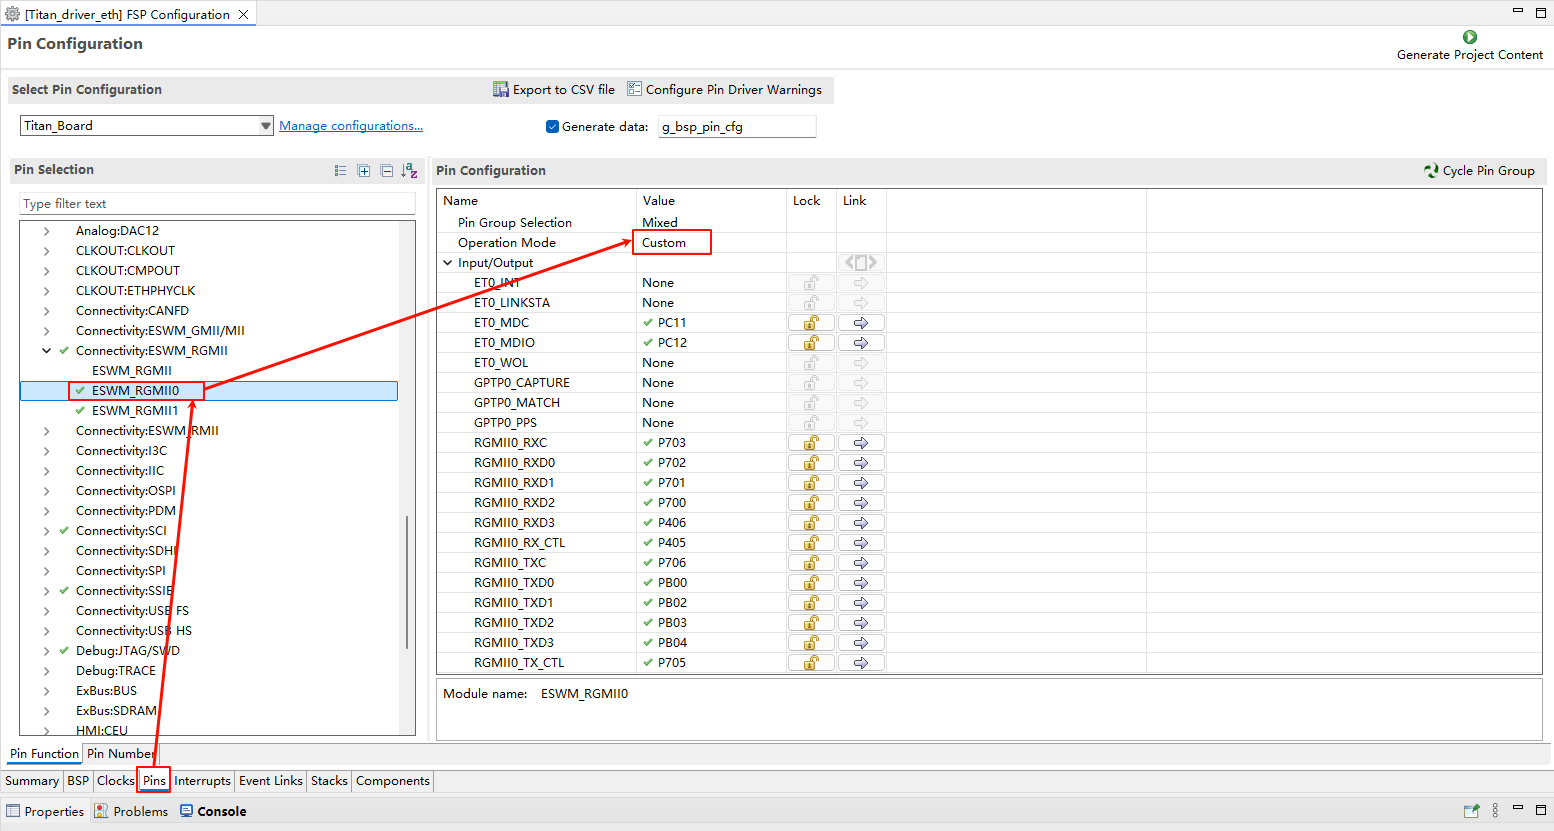 [Titan_driver_eth] FSP Configuration
Pin Configuration
Generate Project Content
Select Pin Configuration
Export to CSV file
Configure Pin Driver Warnings
Titan_Board
Manage configurations...
Generate data:
g_bsp_pin_cfg
Pin Selection
Type filter text
Analog:DAC12
CLKOUT:CLKOUT
CLKOUT:CMPOUT
CLKOUT:ETHPHYCLK
Connectivity:CANFD
Connectivity:ESWM_GMII/MII
Connectivity:ESWM_RGMII
ESWM_RGMII
ESWM_RGMII0
ESWM_RGMII1
Connectivity:ESWM_RMII
Connectivity:I3C
Connectivity:IIC
Connectivity:OSPI
Connectivity:PDM
Connectivity:SCI
Connectivity:SDHI
Connectivity:SPI
Connectivity:SSIE
Connectivity:USB FS
Connectivity:USB HS
Debug:JTAG/SWD
Debug:TRACE
ExBus:BUS
ExBus:SDRAM
HMI:CEU
Pin Configuration
Cycle Pin Group
Name Value Lock Link
Pin Group Selection Mixed
Operation Mode Custom
Input/Output
ET0_INT None
ET0_LINKSTA None
ET0_MDC PC11
ET0_MDIO PC12
ET0_WOL None
GPTP0_CAPTURE None
GPTP0_MATCH None
GPTP0_PPS None
RGMII0_RXC P703
RGMII0_RXD0 P702
RGMII0_RXD1 P701
RGMII0_RXD2 P700
RGMII0_RXD3 P406
RGMII0_RX_CTL P405
RGMII0_TXC P706
RGMII0_TXD0 PB00
RGMII0_TXD1 PB02
RGMII0_TXD2 PB03
RGMII0_TXD3 PB04
RGMII0_TX_CTL P705
Module name: ESWM_RGMII0
Pin Function Pin Number
Summary BSP Clocks Pins Interrupts Event Links Stacks Components
Properties Problems Console